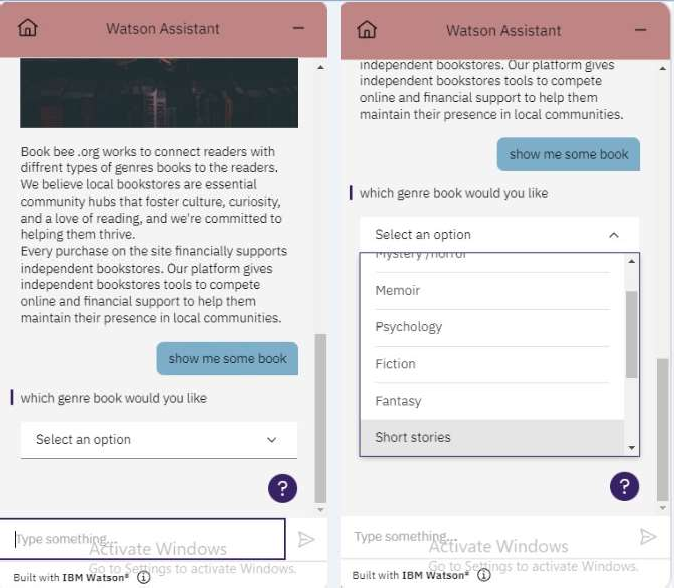 Watson Assistant
Book bee .org works to connect readers with
diffrent types of genres books to the readers.
We believe local bookstores are essential
community hubs that foster culture, curiosity,
and a love of reading, and we're committed to
helping them thrive.
Every purchase on the site financially supports
independent bookstores. Our platform gives
independent bookstores tools to compete
online and financial support to help them
maintain their presence in local communities.
show me some book
which genre book would you like
Select an option
?
Type something...
Activate Windows
Go to Settings to activate Windows.
Built with IBM Watson®
Watson Assistant
independent bookstores. Our platform gives
independent bookstores tools to compete
online and financial support to help them
maintain their presence in local communities.
show me some book
which genre book would you like
Select an option
Mystery /horror
Memoir
Psychology
Fiction
Fantasy
Short stories
?
Type something...
Activate Windows
Go to Settings to activate Windows.
Built with IBM Watson®